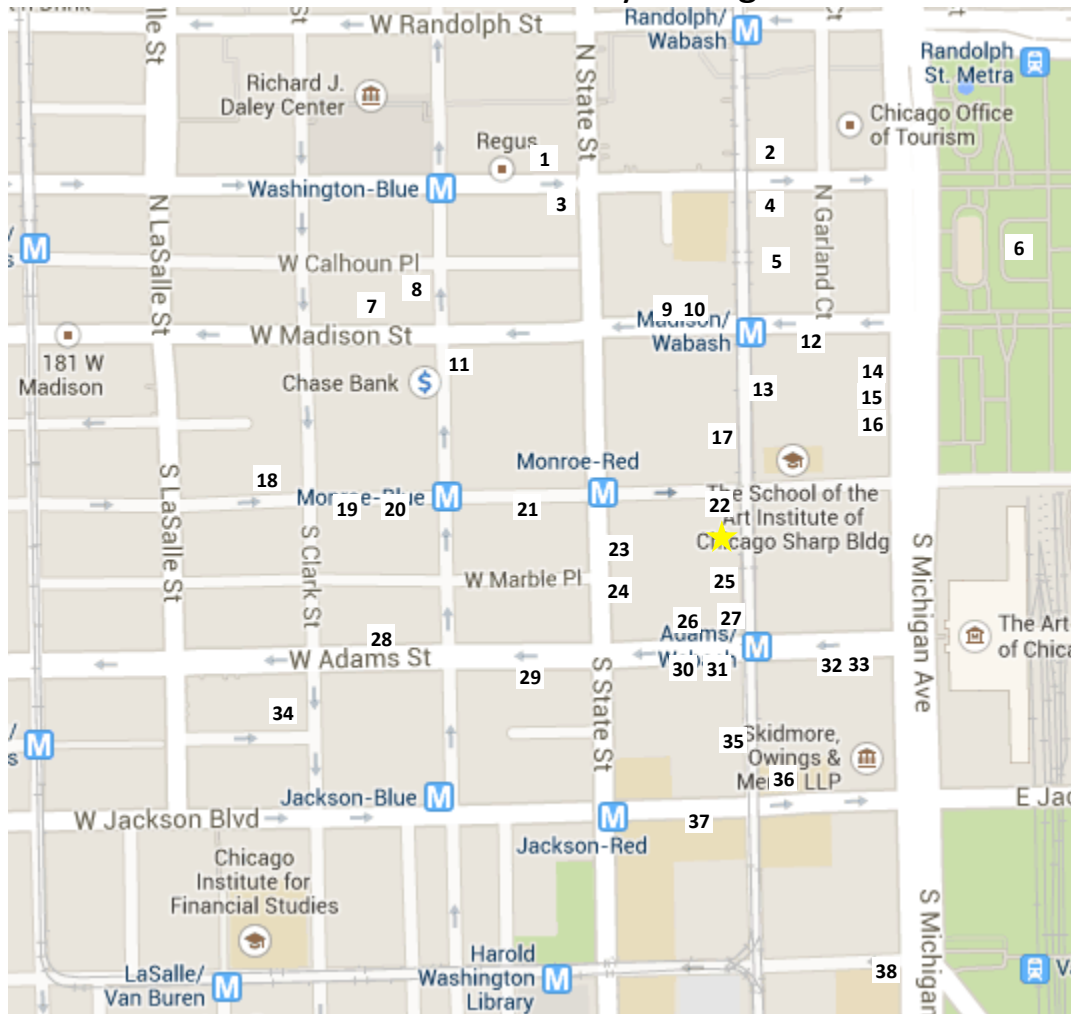 W Randolph St
Randolph/
Wabash
Randolph
St. Metra
lle St
St
N State St
Richard J.
Daley Center
Chicago Office
of Tourism
Regus
1
2
Washington-Blue
3
4
N LaSalle St
N Garland Ct
W Calhoun Pl
5
6
7
8
9
10
W Madison St
Madison/
Wabash
12
181 W
Madison
11
Chase Bank
13
14
15
16
17
Monroe-Red
18
S LaSalle St
Monroe-Blue
19
20
21
22
The School of the
Art Institute of
Chicago Sharp Bldg
S Clark St
23
24
W Marble Pl
25
26
27
S Michigan Ave
28
W Adams St
Adams/
Wabash
The Art
of Chica
29
30
31
32
33
S State St
34
35
Skidmore,
Owings &
Me LLP
36
Jackson-Blue
W Jackson Blvd
37
E Jac
Jackson-Red
Chicago
Institute for
Financial Studies
S Michigan
Harold
Washington
Library
LaSalle/
Van Buren
38